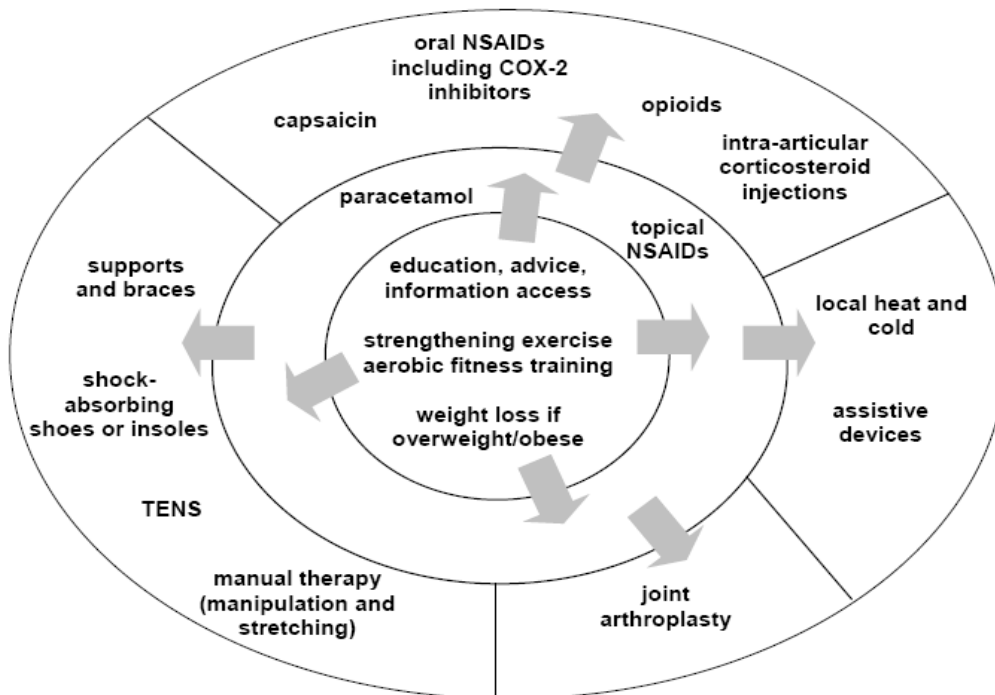 oral NSAIDs
including COX-2
inhibitors
capsaicin
opioids
intra-articular
corticosteroid
injections
paracetamol
topical
NSAIDs
supports
and braces
education, advice,
information access
local heat and
cold
strengthening exercise
aerobic fitness training
shock-
absorbing
shoes or insoles
weight loss if
overweight/obese
assistive
devices
TENS
manual therapy
(manipulation and
stretching)
joint
arthroplasty